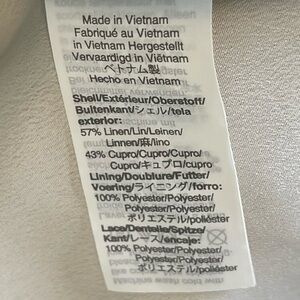 Made in Vietnam
Fabriqué au Vietnam
in Vietnam Hergestellt
Vervaardigd in Viëtnam
ベトナム製
Hecho en Vietnam
Shell/Extérieur/Oberstoff/
Buitenkant/シェル/tela
exterior:
57% Linen/Lin/Leinen/
Linnen/麻/lino
43% Cupro/Cupro/Cupro/
Cupro/キュプロ/cupro
Lining/Doublure/Futter/
Voering/ライニング/forro:
100% Polyester/Polyester/
Polyester/Polyester/
ポリエステル/poliéster
Lace/Dentelle/Spitze/
Kant/レース/encaje:
100% Polyester/Polyester/
Polyester/Polyester/
ポリエステル/poliéster